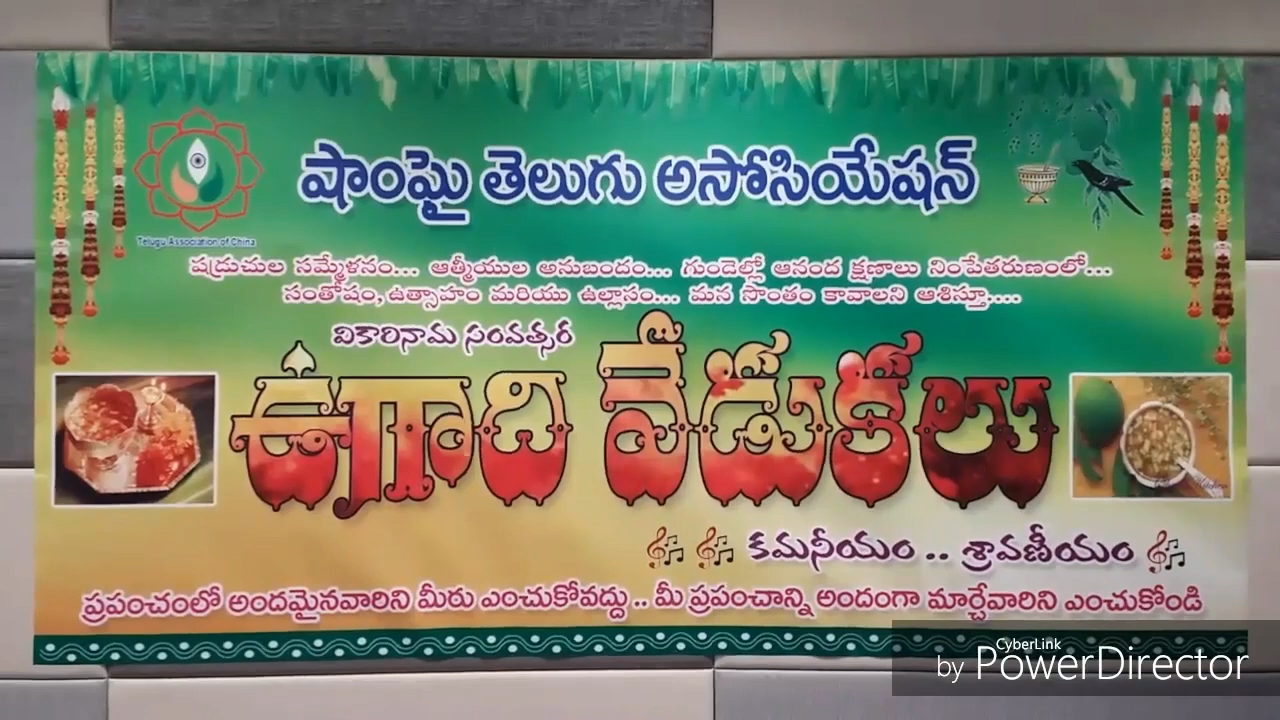 షాంఘై తెలుగు అసోసియేషన్
Telugu Association of China
షడ్రుచుల సమ్మేళనం... ఆత్మీయుల అనుబందం... గుండెల్లో ఆనంద క్షణాలు నింపేతరుణంలో...
సంతోషం, ఉత్సాహం మరియు ఉల్లాసం... మన సొంతం కావాలని ఆశిస్తూ....
వికారినామ సంవత్సర
ఉగాది వేడుకలు
కమనీయం .. శ్రావణీయం
ప్రపంచంలో అందమైనవారిని మీరు ఎంచుకోవద్దు .. మీ ప్రపంచాన్ని అందంగా మార్చేవారిని ఎంచుకోండి
CyberLink
by PowerDirector